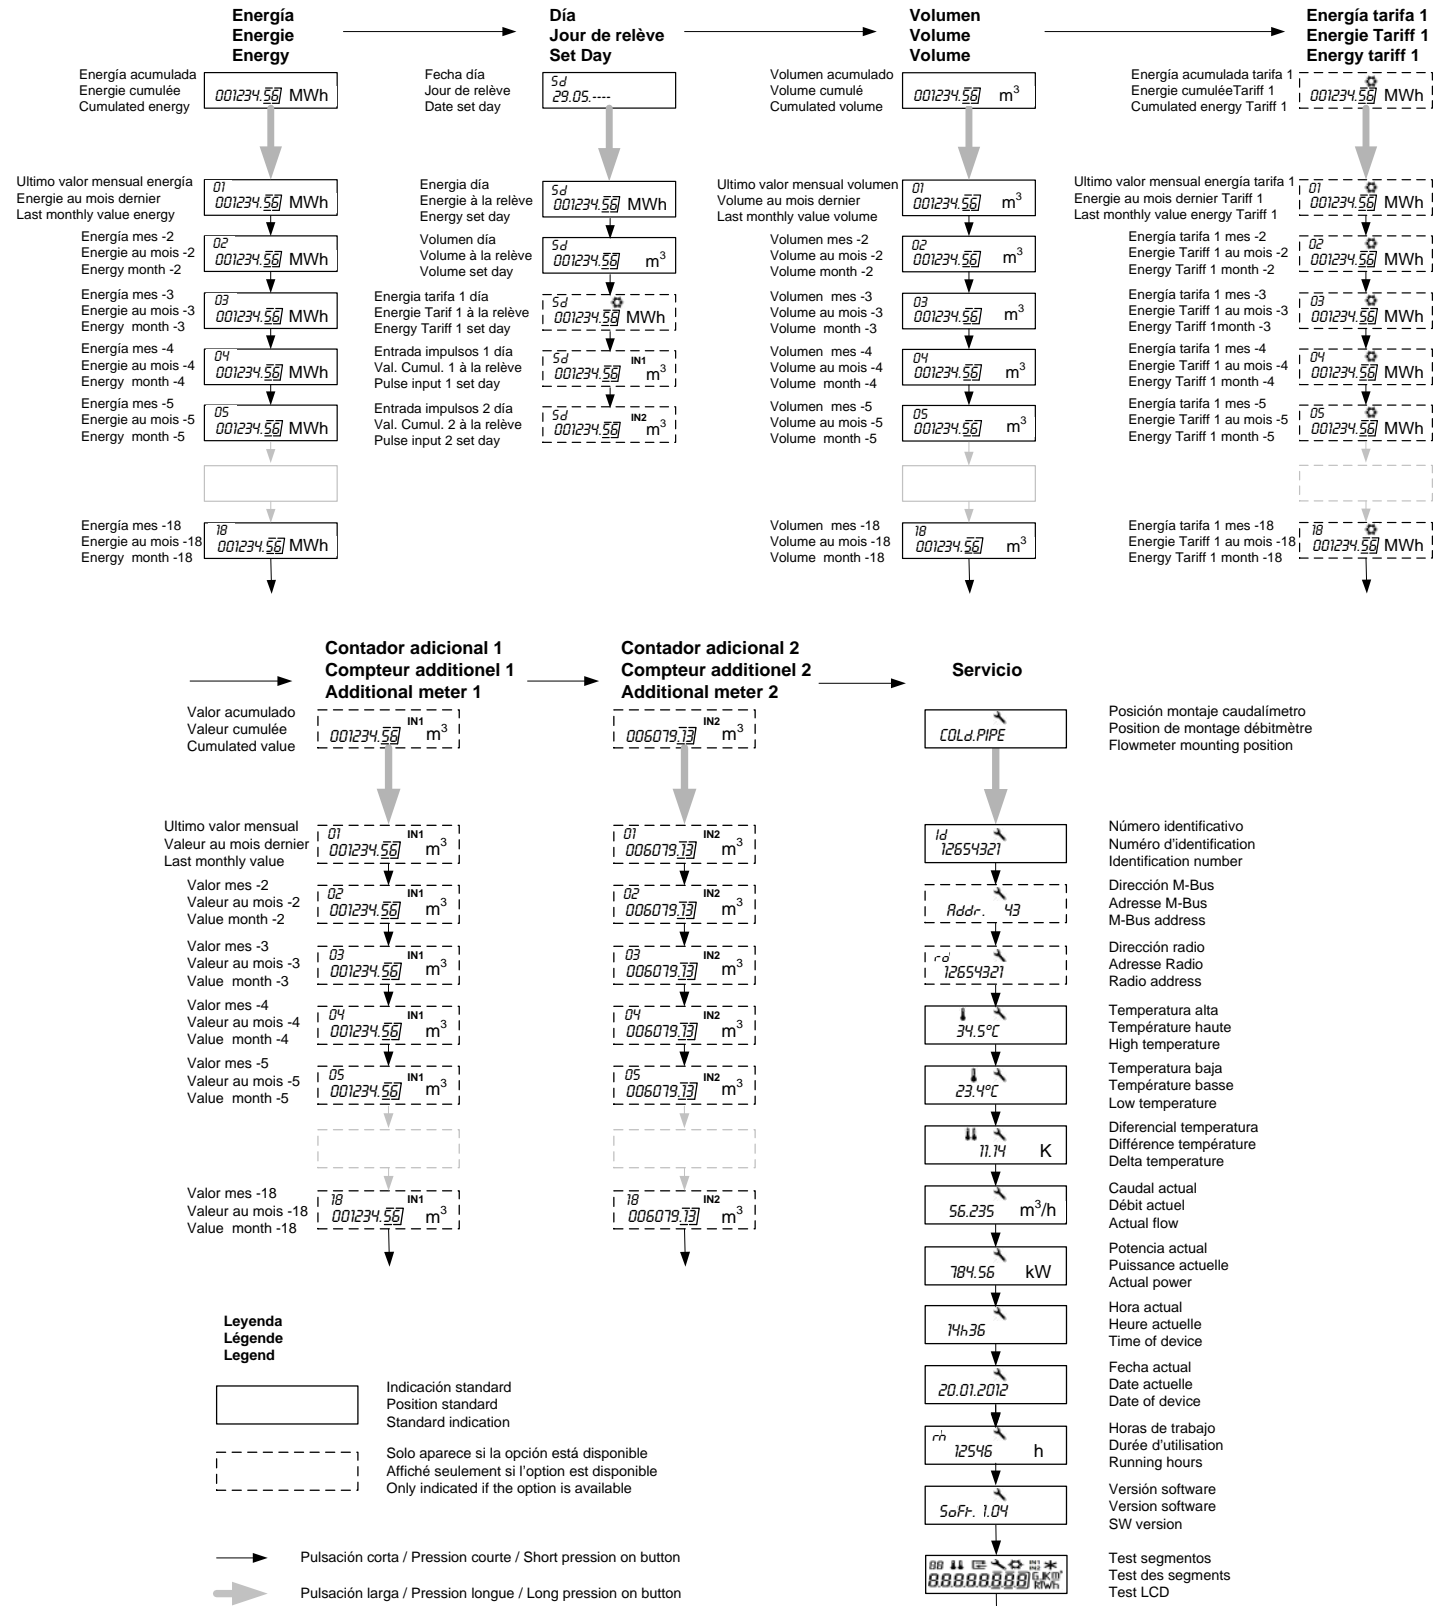 Energía
Energie
Energy
Energía acumulada
Energie cumulée
Cumulated energy
001234.56 MWh
Ultimo valor mensual energía
Energie au mois dernier
Last monthly value energy
01
001234.56 MWh
Energía mes -2
Energie au mois -2
Energy month -2
02
001234.56 MWh
Energía mes -3
Energie au mois -3
Energy month -3
03
001234.56 MWh
Energía mes -4
Energie au mois -4
Energy month -4
04
001234.56 MWh
Energía mes -5
Energie au mois -5
Energy month -5
05
001234.56 MWh
Energía mes -18
Energie au mois -18
Energy month -18
18
001234.56 MWh
Día
Jour de relève
Set Day
Fecha día
Jour de relève
Date set day
Sd
29.05.----
Energia día
Energie à la relève
Energy set day
Sd
001234.56 MWh
Volumen día
Volume à la relève
Volume set day
Sd
001234.56 m³
Energia tarifa 1 día
Energie Tarif 1 à la relève
Energy Tariff 1 set day
Sd
001234.56 MWh
Entrada impulsos 1 día
Val. Cumul. 1 à la relève
Pulse input 1 set day
Sd IN1
001234.56 m³
Entrada impulsos 2 día
Val. Cumul. 2 à la relève
Pulse input 2 set day
Sd IN2
001234.56 m³
Volumen
Volume
Volume
Volumen acumulado
Volume cumulé
Cumulated volume
001234.56 m³
Ultimo valor mensual volumen
Volume au mois dernier
Last monthly value volume
01
001234.56 m³
Volumen mes -2
Volume au mois -2
Volume month -2
02
001234.56 m³
Volumen mes -3
Volume au mois -3
Volume month -3
03
001234.56 m³
Volumen mes -4
Volume au mois -4
Volume month -4
04
001234.56 m³
Volumen mes -5
Volume au mois -5
Volume month -5
05
001234.56 m³
Volumen mes -18
Volume au mois -18
Volume month -18
18
001234.56 m³
Energía tarifa 1
Energie Tariff 1
Energy tariff 1
Energía acumulada tarifa 1
Energie cumuléeTariff 1
Cumulated energy Tariff 1
001234.56 MWh
Ultimo valor mensual energía tarifa 1
Energie au mois dernier Tariff 1
Last monthly value energy Tariff 1
01
001234.56 MWh
Energía tarifa 1 mes -2
Energie Tariff 1 au mois -2
Energy Tariff 1 month -2
02
001234.56 MWh
Energía tarifa 1 mes -3
Energie Tariff 1 au mois -3
Energy Tariff 1month -3
03
001234.56 MWh
Energía tarifa 1 mes -4
Energie Tariff 1 au mois -4
Energy Tariff 1 month -4
04
001234.56 MWh
Energía tarifa 1 mes -5
Energie Tariff 1 au mois -5
Energy Tariff 1 month -5
05
001234.56 MWh
Energía tarifa 1 mes -18
Energie Tariff 1 au mois -18
Energy Tariff 1 month -18
18
001234.56 MWh
Contador adicional 1
Compteur additionel 1
Additional meter 1
Valor acumulado
Valeur cumulée
Cumulated value
IN1
001234.56 m³
Ultimo valor mensual
Valeur au mois dernier
Last monthly value
01 IN1
001234.56 m³
Valor mes -2
Valeur au mois -2
Value month -2
02 IN1
001234.56 m³
Valor mes -3
Valeur au mois -3
Value month -3
03 IN1
001234.56 m³
Valor mes -4
Valeur au mois -4
Value month -4
04 IN1
001234.56 m³
Valor mes -5
Valeur au mois -5
Value month -5
05 IN1
001234.56 m³
Valor mes -18
Valeur au mois -18
Value month -18
18 IN1
001234.56 m³
Contador adicional 2
Compteur additionel 2
Additional meter 2
IN2
006079.13 m³
01 IN2
006079.13 m³
02 IN2
006079.13 m³
03 IN2
006079.13 m³
04 IN2
006079.13 m³
05 IN2
006079.13 m³
18 IN2
006079.13 m³
Servicio
COLd.PIPE
Posición montaje caudalímetro
Position de montage débitmètre
Flowmeter mounting position
Id
12654321
Número identificativo
Numéro d'identification
Identification number
Addr. 43
Dirección M-Bus
Adresse M-Bus
M-Bus address
rd
12654321
Dirección radio
Adresse Radio
Radio address
34.5°C
Temperatura alta
Température haute
High temperature
23.4°C
Temperatura baja
Température basse
Low temperature
11.14 K
Diferencial temperatura
Différence température
Delta temperature
56.235 m³/h
Caudal actual
Débit actuel
Actual flow
784.56 kW
Potencia actual
Puissance actuelle
Actual power
14h36
Hora actual
Heure actuelle
Time of device
20.01.2012
Fecha actual
Date actuelle
Date of device
rh
12546 h
Horas de trabajo
Durée d'utilisation
Running hours
SoFt. 1.04
Versión software
Version software
SW version
88
8.8.8.8.8.8.8.8
Test segmentos
Test des segments
Test LCD
Leyenda
Légende
Legend
Indicación standard
Position standard
Standard indication
Solo aparece si la opción está disponible
Affiché seulement si l'option est disponible
Only indicated if the option is available
Pulsación corta / Pression courte / Short pression on button
Pulsación larga / Pression longue / Long pression on button